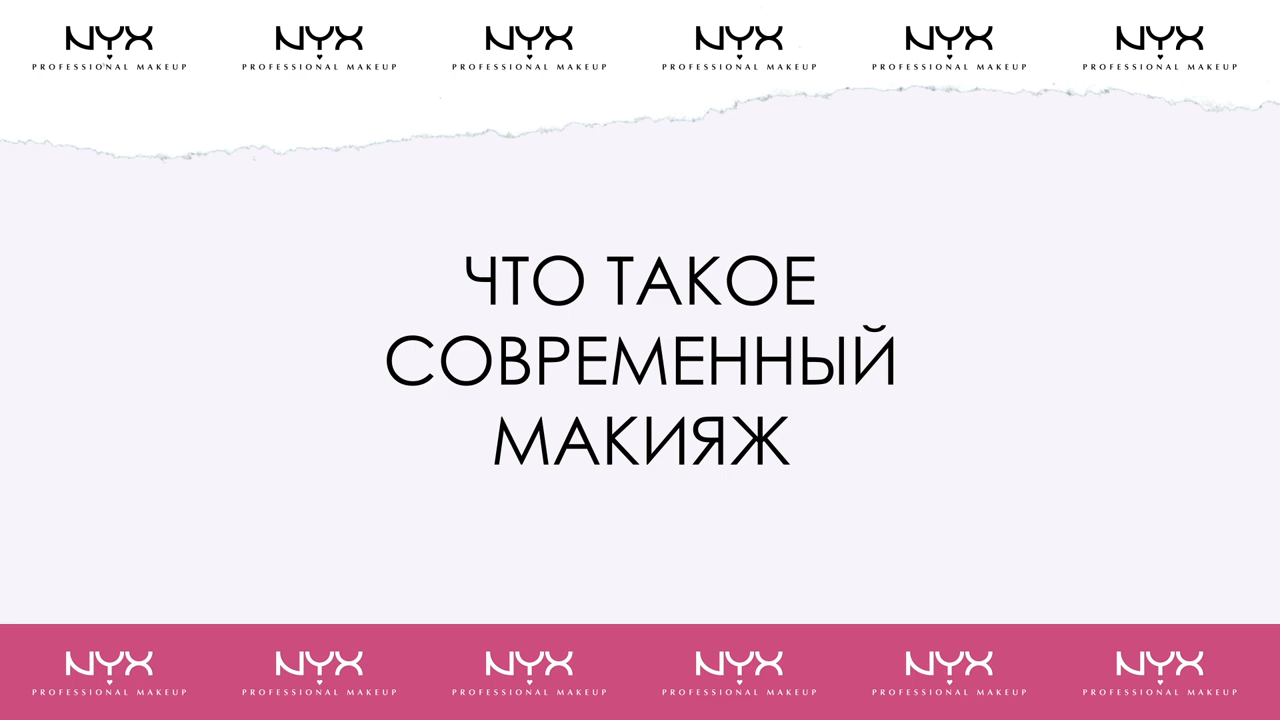 NYX NYX NYX NYX NYX NYX
PROFESSIONAL MAKEUP PROFESSIONAL MAKEUP PROFESSIONAL MAKEUP PROFESSIONAL MAKEUP PROFESSIONAL MAKEUP PROFESSIONAL MAKEUP
ЧТО ТАКОЕ
СОВРЕМЕННЫЙ
МАКИЯЖ
NYX NYX NYX NYX NYX NYX
PROFESSIONAL MAKEUP PROFESSIONAL MAKEUP PROFESSIONAL MAKEUP PROFESSIONAL MAKEUP PROFESSIONAL MAKEUP PROFESSIONAL MAKEUP